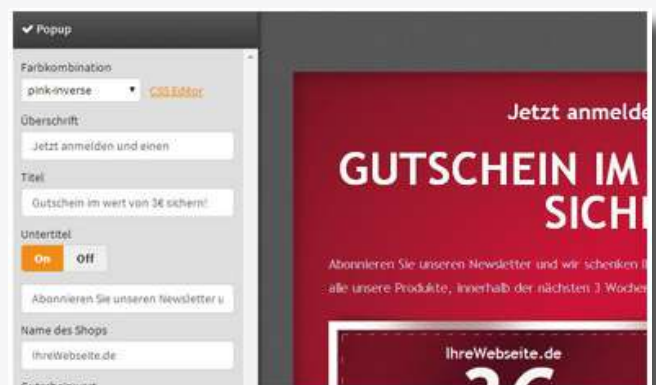 Popup
Farbkombination
pink-inverse CSS Editor
Überschrift
Jetzt anmelden und einen
Titel
Gutschein im wert von 3€ sichern!
Untertitel
On Off
Abonnieren Sie unseren Newsletter u
Name des Shops
IhreWebseite.de
Jetzt anmelde
GUTSCHEIN IM
SICH
Abonnieren Sie unseren Newsletter und wir schenken I
alle unsere Produkte, innerhalb der nächsten 3 Woche
IhreWebseite.de
3€